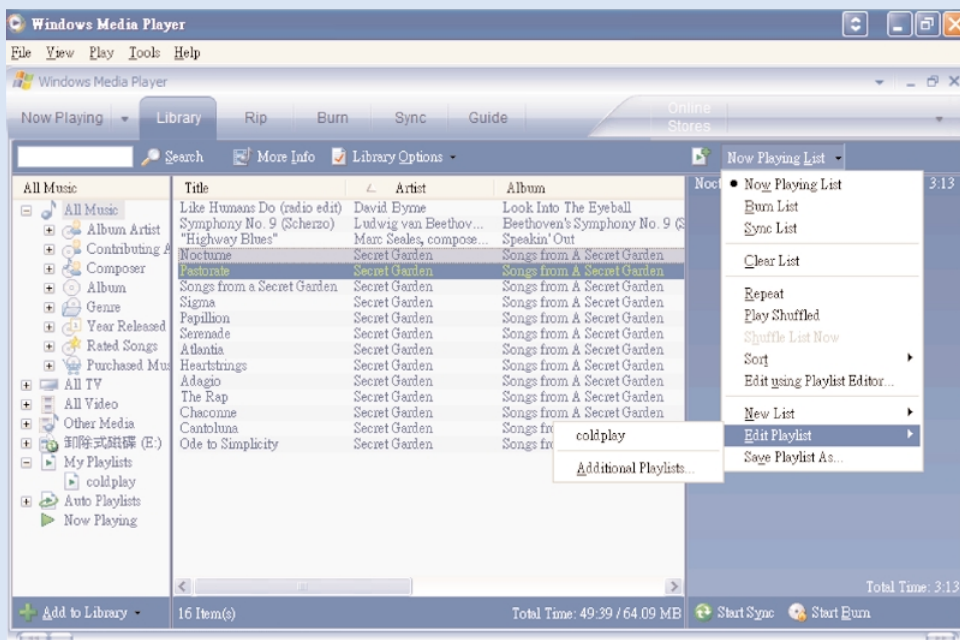 Windows Media Player
File View Play Tools Help
Windows Media Player
Now Playing Library Rip Burn Sync Guide Online Stores
Search More Info Library Options Now Playing List
All Music
All Music
Album Artist
Contributing A
Composer
Album
Genre
Year Released
Rated Songs
Purchased Mus
All TV
All Video
Other Media
卸除式磁碟 (E:)
My Playlists
coldplay
Auto Playlists
Now Playing
Add to Library
Title Artist Album
Like Humans Do (radio edit) David Byrne Look Into The Eyeball
Symphony No. 9 (Scherzo) Ludwig van Beethov... Beethoven's Symphony No. 9 (S
"Highway Blues" Marc Seales, compose... Speakin' Out
Nocturne Secret Garden Songs from A Secret Garden
Pastorate Secret Garden Songs from A Secret Garden
Songs from a Secret Garden Secret Garden Songs from A Secret Garden
Sigma Secret Garden Songs from A Secret Garden
Papillion Secret Garden Songs from A Secret Garden
Serenade Secret Garden Songs from A Secret Garden
Atlantia Secret Garden Songs from A Secret Garden
Heartstrings Secret Garden Songs from A Secret Garden
Adagio Secret Garden Songs from A Secret Garden
The Rap Secret Garden Songs from A Secret Garden
Chaconne Secret Garden Songs from A Secret Garden
Cantoluna Secret Garden Songs fr
Ode to Simplicity Secret Garden Songs fr
16 Item(s) Total Time: 49:39 / 64.09 MB
Noct 3:13
Now Playing List
Burn List
Sync List
Clear List
Repeat
Play Shuffled
Shuffle List Now
Sort
Edit using Playlist Editor...
New List
Edit Playlist
Save Playlist As...
coldplay
Additional Playlists...
Total Time: 3:13
Start Sync Start Burn